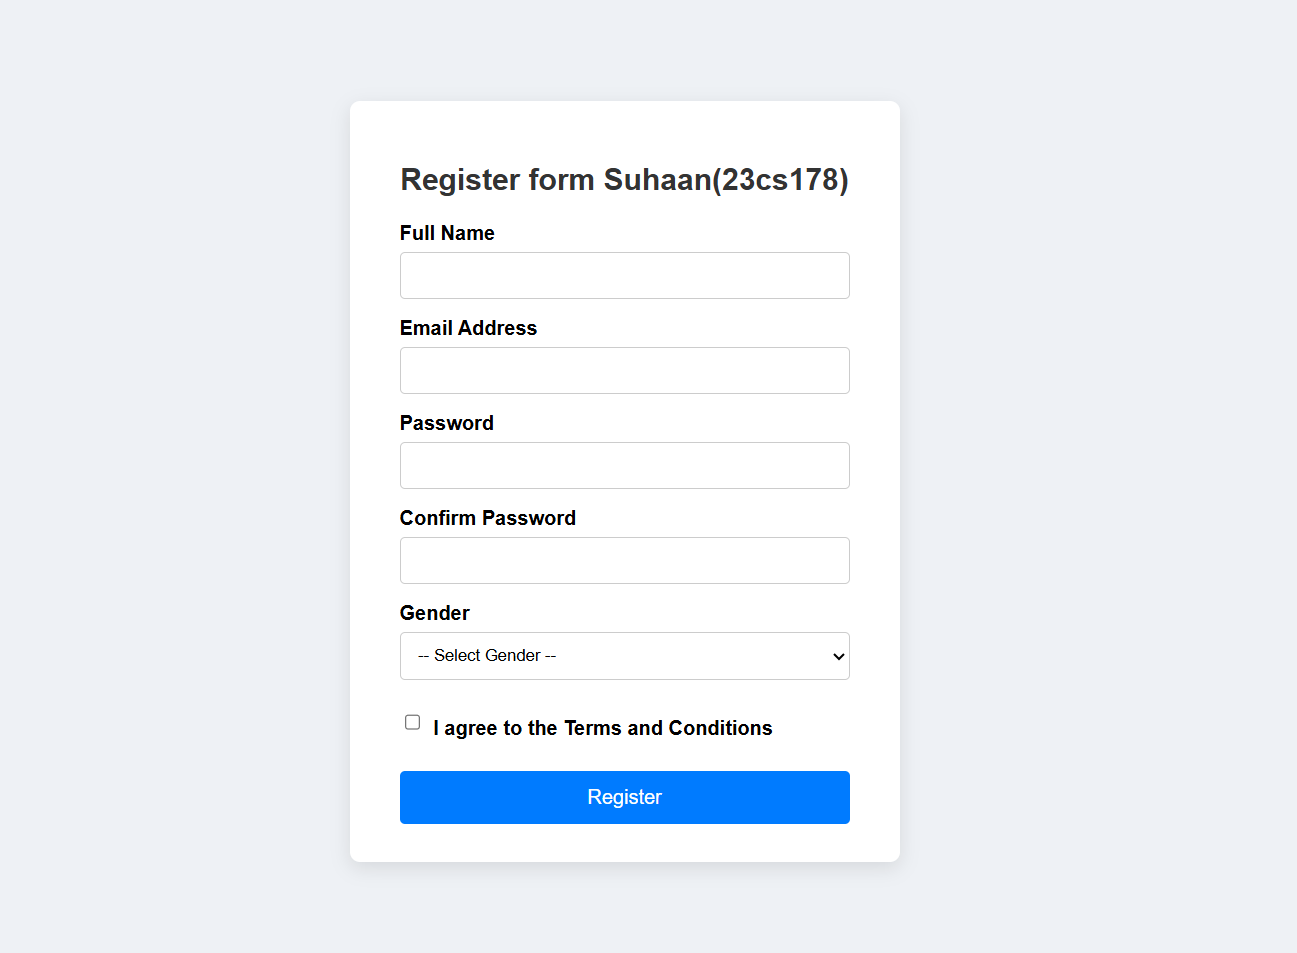 Register form Suhaan(23cs178)
Full Name
Email Address
Password
Confirm Password
Gender
-- Select Gender --
I agree to the Terms and Conditions
Register